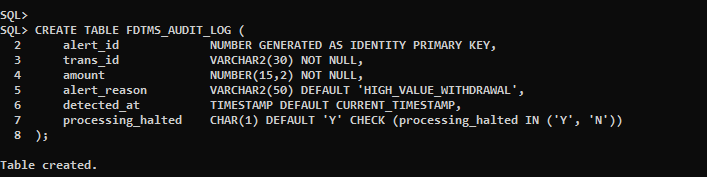 SQL>
SQL> CREATE TABLE FDTMS_AUDIT_LOG (
  2      alert_id           NUMBER GENERATED AS IDENTITY PRIMARY KEY,
  3      trans_id           VARCHAR2(30) NOT NULL,
  4      amount             NUMBER(15,2) NOT NULL,
  5      alert_reason       VARCHAR2(50) DEFAULT 'HIGH_VALUE_WITHDRAWAL',
  6      detected_at        TIMESTAMP DEFAULT CURRENT_TIMESTAMP,
  7      processing_halted  CHAR(1) DEFAULT 'Y' CHECK (processing_halted IN ('Y', 'N'))
  8  );
Table created.